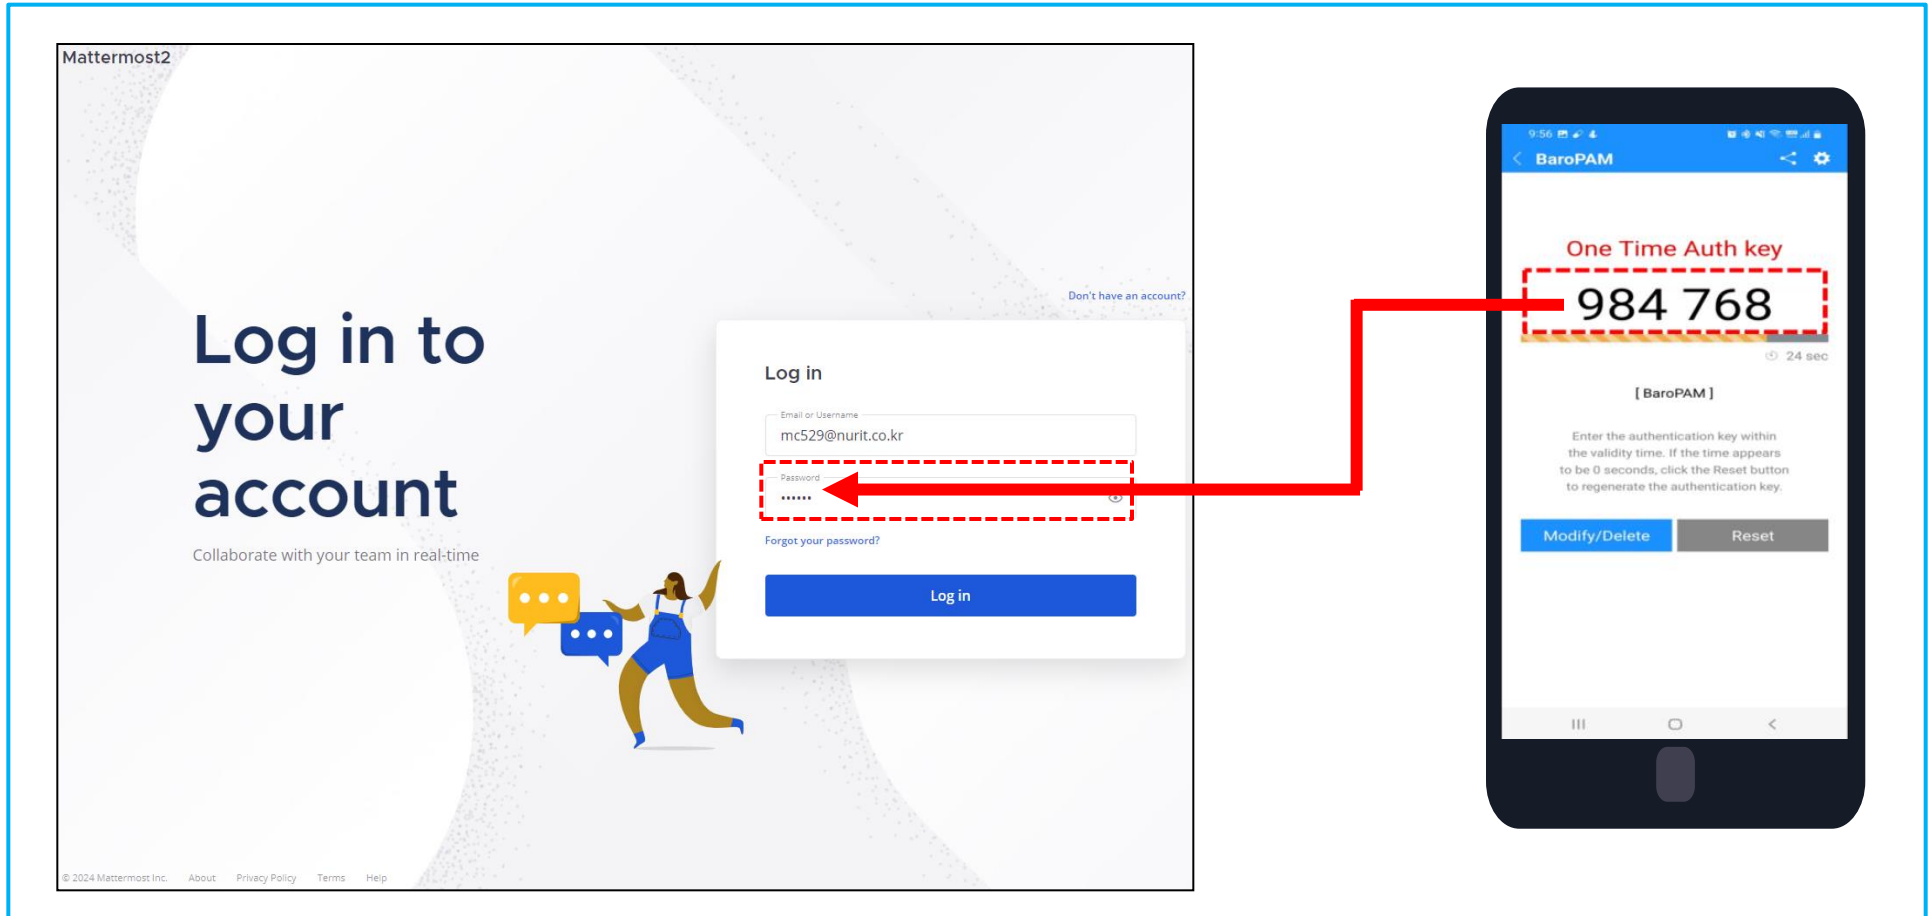 Mattermost2
Don't have an account?
Log in to
your
account
Collaborate with your team in real-time
Log in
Email or Username
mc529@nurit.co.kr
Password
••••••
Forgot your password?
Log in
© 2024 Mattermost Inc. About Privacy Policy Terms Help
9:56
BaroPAM
One Time Auth key
984 768
24 sec
[ BaroPAM ]
Enter the authentication key within
the validity time. If the time appears
to be 0 seconds, click the Reset button
to regenerate the authentication key.
Modify/Delete Reset